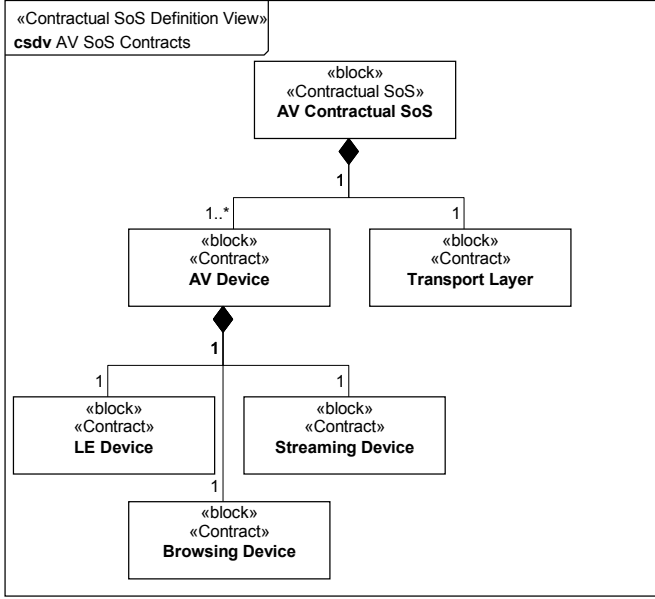 «Contractual SoS Definition View»
csdv AV SoS Contracts
«block»
«Contractual SoS»
AV Contractual SoS
1
1..*
1
«block»
«Contract»
AV Device
«block»
«Contract»
Transport Layer
1
1
1
«block»
«Contract»
LE Device
«block»
«Contract»
Streaming Device
1
«block»
«Contract»
Browsing Device